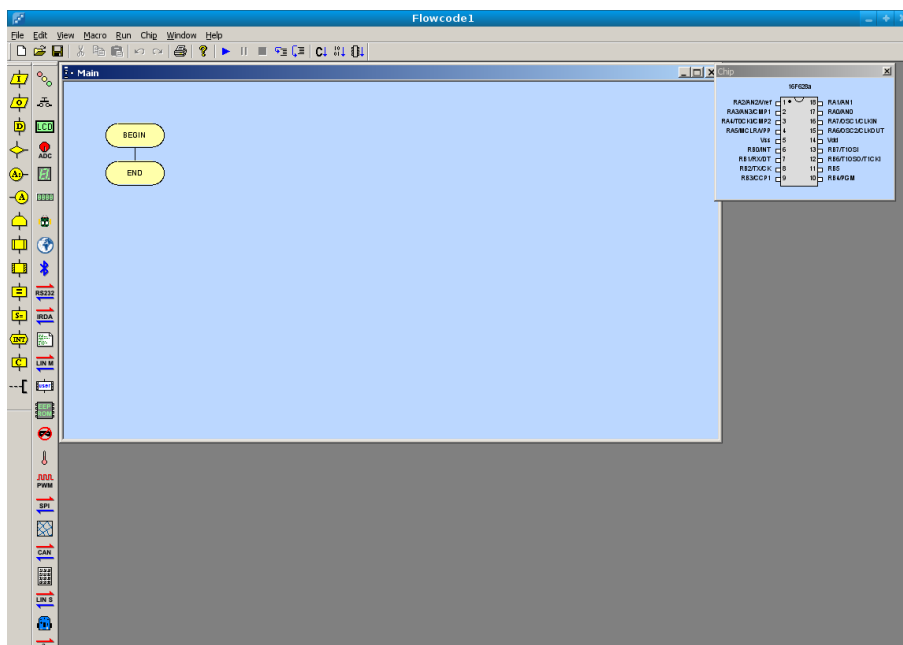 Flowcode1
File Edit View Macro Run Chip Window Help
Main
Chip
BEGIN
END
16F628a
RA2/AN2/Vref 1 18 RA1/AN1
RA3/AN3/CMP1 2 17 RA0/AN0
RA4/T0CKI/CMP2 3 16 RA7/OSC1/CLKIN
RA5/MCLR/VPP 4 15 RA6/OSC2/CLKOUT
Vss 5 14 Vdd
RB0/INT 6 13 RB7/T1OSI
RB1/RX/DT 7 12 RB6/T1OSO/T1CKI
RB2/TX/CK 8 11 RB5
RB3/CCP1 9 10 RB4/PGM
I
O
D
LCD
ADC
A:
A
RS232
=
S=
IRDA
INT
C
LIN M
user
PWM
SPI
CAN
LIN S